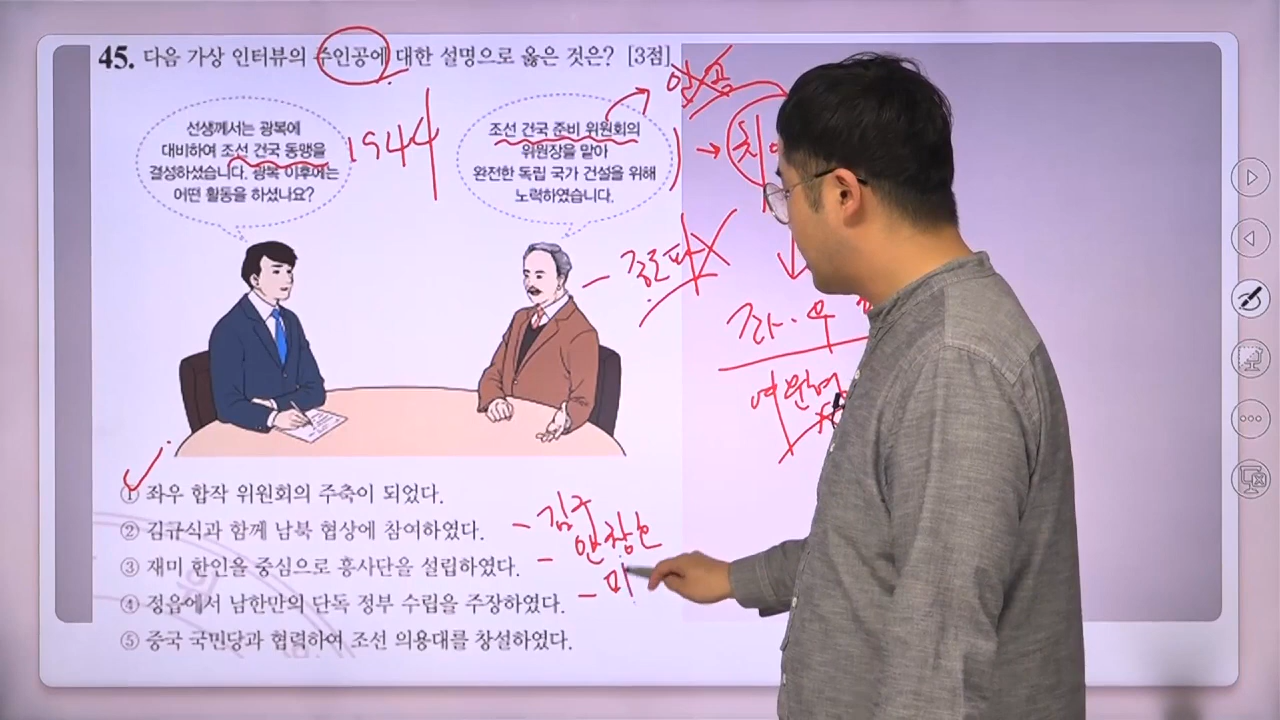 45. 다음 가상 인터뷰의 주인공에 대한 설명으로 옳은 것은? [3점]
선생께서는 광복에
대비하여 조선 건국 동맹을
결성하셨습니다. 광복 이후에는
어떤 활동을 하셨나요?
1944
조선 건국 준비 위원회의
위원장을 맡아
완전한 독립 국가 건설을 위해
노력하였습니다.
인공
중도파
좌·우
여운형
① 좌우 합작 위원회의 주축이 되었다.
② 김규식과 함께 남북 협상에 참여하였다. - 김구
③ 재미 한인을 중심으로 흥사단을 설립하였다. - 안창호
④ 정읍에서 남한만의 단독 정부 수립을 주장하였다. -
⑤ 중국 국민당과 협력하여 조선 의용대를 창설하였다.